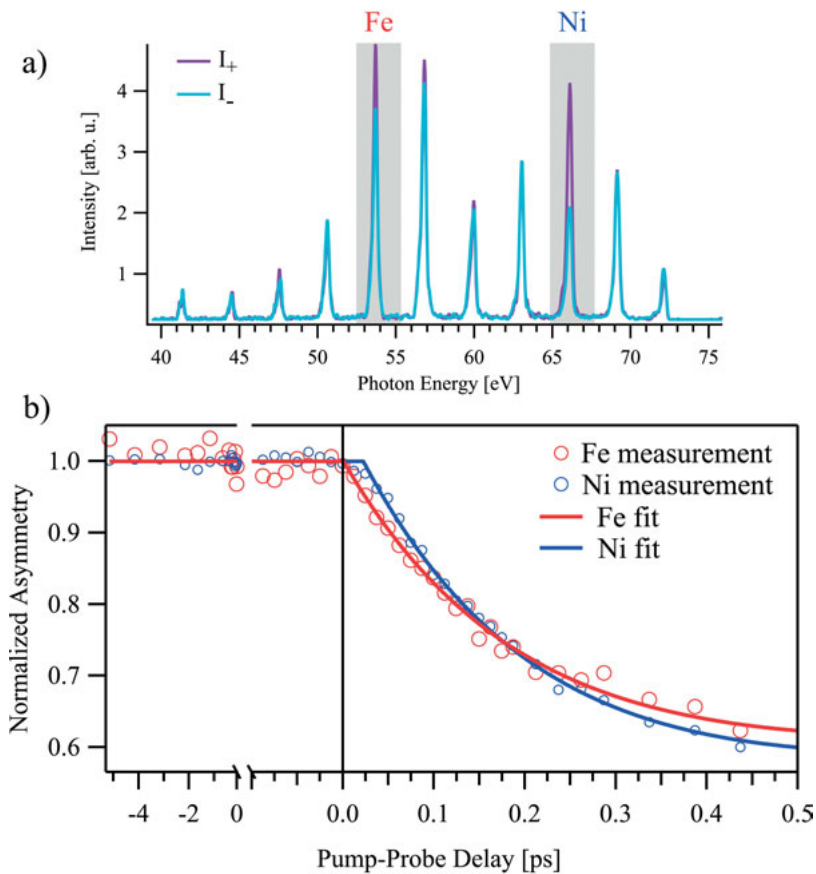 a)
Fe
Ni
I+
I-
Intensity [arb. u.]
4
3
2
1
40 45 50 55 60 65 70 75
Photon Energy [eV]
b)
Normalized Asymmetry
1.0
0.9
0.8
0.7
0.6
Fe measurement
Ni measurement
Fe fit
Ni fit
-4 -2 0 0.0 0.1 0.2 0.3 0.4 0.5
Pump-Probe Delay [ps]